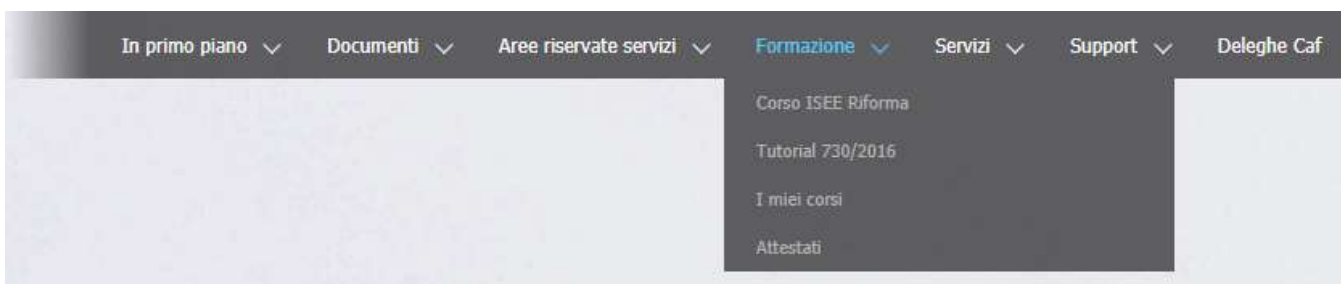 In primo piano Documenti Aree riservate servizi Formazione Servizi Support Deleghe Caf
Corso ISEE Riforma
Tutorial 730/2016
I miei corsi
Attestati